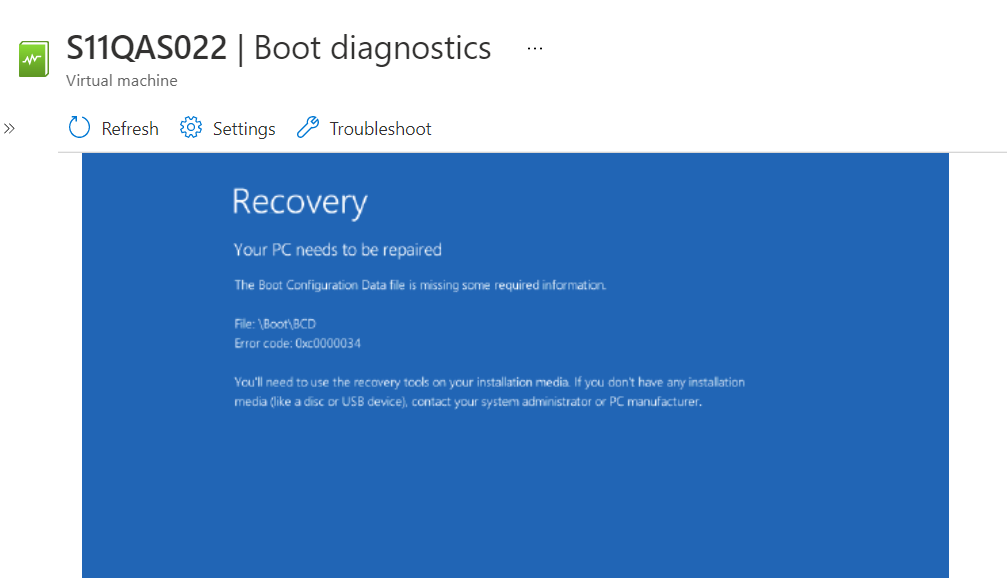 S11QAS022 | Boot diagnostics ...
Virtual machine
Refresh Settings Troubleshoot
Recovery
Your PC needs to be repaired
The Boot Configuration Data file is missing some required information.
File: \Boot\BCD
Error code: 0xc0000034
You'll need to use the recovery tools on your installation media. If you don't have any installation
media (like a disc or USB device), contact your system administrator or PC manufacturer.